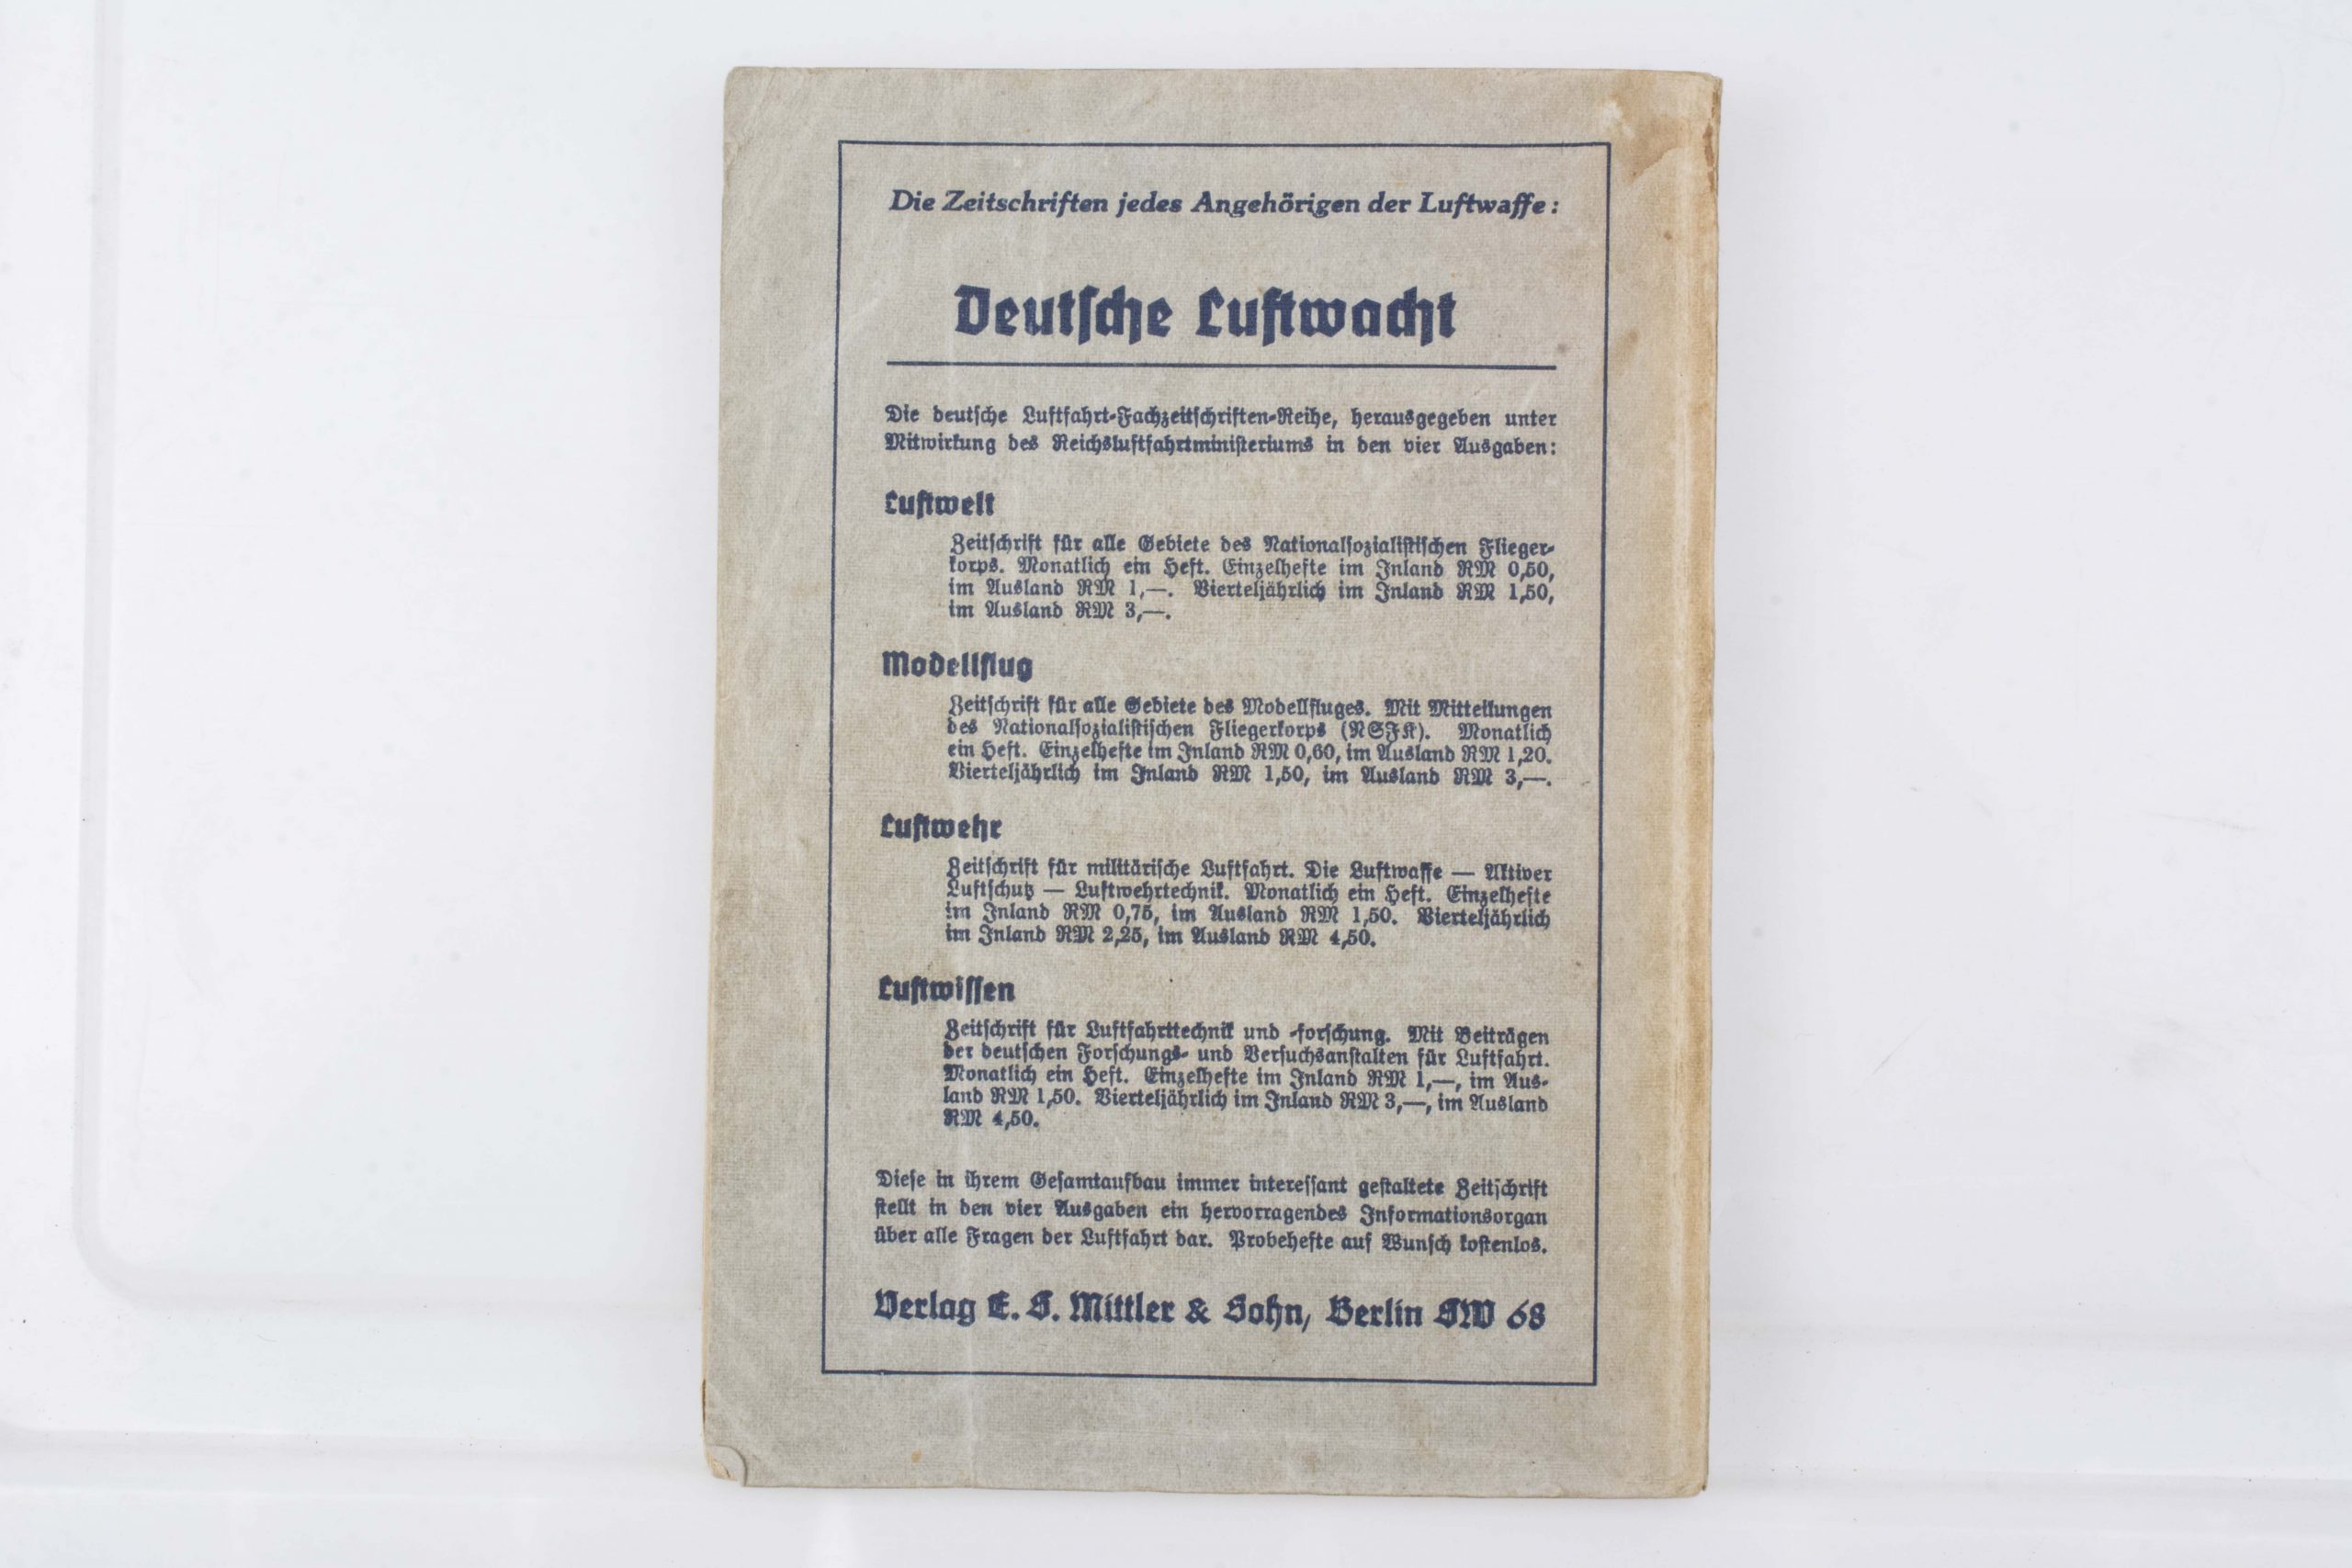 Die Zeitschriften jedes Angehörigen der Luftwaffe:
Deutsche Luftwacht
Die deutsche Luftfahrt-Fachzeitschriften-Reihe, herausgegeben unter
Mitwirkung des Reichsluftfahrtministeriums in den vier Ausgaben:
Luftwelt
Zeitschrift für alle Gebiete des Nationalsozialistischen Flieger-
korps. Monatlich ein Heft. Einzelhefte im Inland RM 0,50,
im Ausland RM 1,—. Vierteljährlich im Inland RM 1,50,
im Ausland RM 3,—.
Modellflug
Zeitschrift für alle Gebiete des Modellfluges. Mit Mitteilungen
des Nationalsozialistischen Fliegerkorps (NSFK). Monatlich
ein Heft. Einzelhefte im Inland RM 0,60, im Ausland RM 1,20.
Vierteljährlich im Inland RM 1,50, im Ausland RM 3,—.
Luftwehr
Zeitschrift für militärische Luftfahrt. Die Luftwaffe — Aktiver
Luftschutz — Luftwehrtechnik. Monatlich ein Heft. Einzelhefte
im Inland RM 0,75, im Ausland RM 1,50. Vierteljährlich
im Inland RM 2,25, im Ausland RM 4,50.
Luftwissen
Zeitschrift für Luftfahrttechnik und -forschung. Mit Beiträgen
der deutschen Forschungs- und Versuchsanstalten für Luftfahrt.
Monatlich ein Heft. Einzelhefte im Inland RM 1,—, im Aus-
land RM 1,50. Vierteljährlich im Inland RM 3,—, im Ausland
RM 4,50.
Diese in ihrem Gesamtaufbau immer interessant gestaltete Zeitschrift
stellt in den vier Ausgaben ein hervorragendes Informationsorgan
über alle Fragen der Luftfahrt dar. Probehefte auf Wunsch kostenlos.
Verlag E. S. Mittler & Sohn, Berlin SW 68